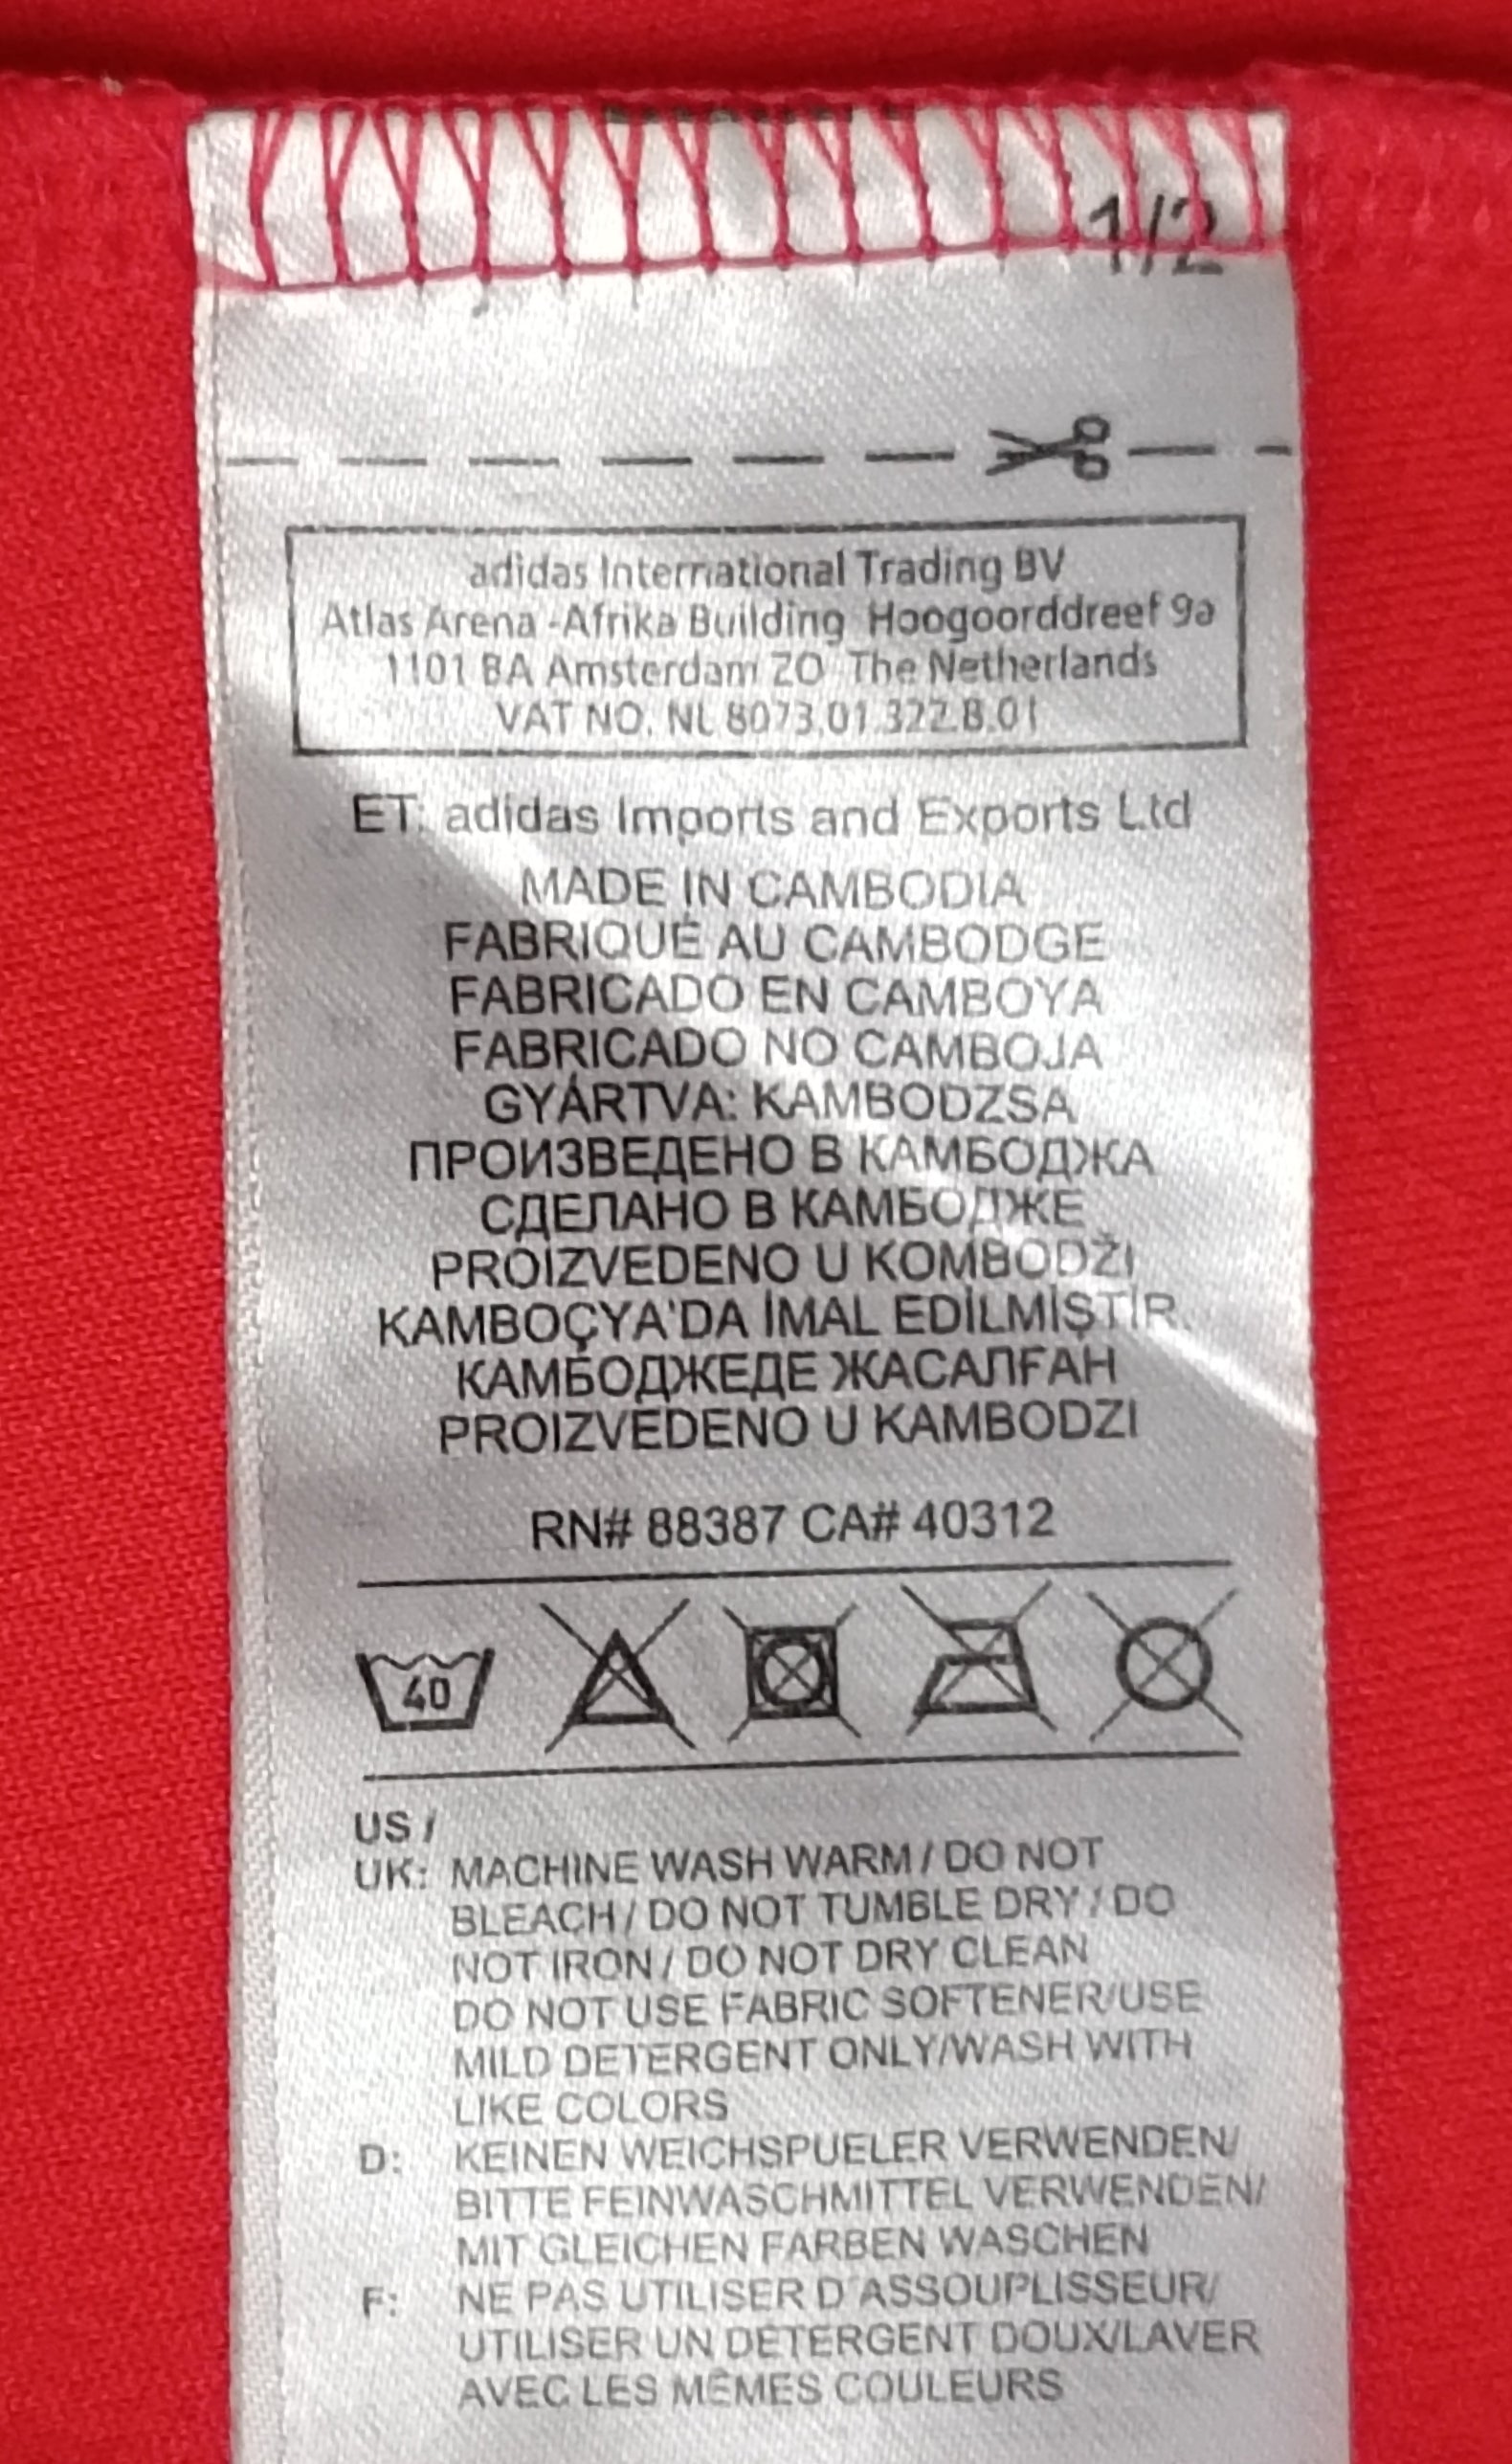 1/2
adidas International Trading BV
Atlas Arena -Afrika Building Hoogoorddreef 9a
1101 BA Amsterdam ZO The Netherlands
VAT NO. NL 8073.01.322.B.01
ET: adidas Imports and Exports Ltd
MADE IN CAMBODIA
FABRIQUÉ AU CAMBODGE
FABRICADO EN CAMBOYA
FABRICADO NO CAMBOJA
GYÁRTVA: KAMBODZSA
ПРОИЗВЕДЕНО В КАМБОДЖА
СДЕЛАНО В КАМБОДЖЕ
PROIZVEDENO U KOMBODŽI
KAMBOÇYA'DA İMAL EDİLMİŞTİR.
КАМБОДЖЕДЕ ЖАСАЛҒАН
PROIZVEDENO U KAMBODZI
RN# 88387 CA# 40312
40
US /
UK: MACHINE WASH WARM / DO NOT
BLEACH / DO NOT TUMBLE DRY / DO
NOT IRON / DO NOT DRY CLEAN
DO NOT USE FABRIC SOFTENER/USE
MILD DETERGENT ONLY/WASH WITH
LIKE COLORS
D: KEINEN WEICHSPUELER VERWENDEN/
BITTE FEINWASCHMITTEL VERWENDEN/
MIT GLEICHEN FARBEN WASCHEN
F: NE PAS UTILISER D'ASSOUPLISSEUR/
UTILISER UN DÉTERGENT DOUX/LAVER
AVEC LES MÊMES COULEURS